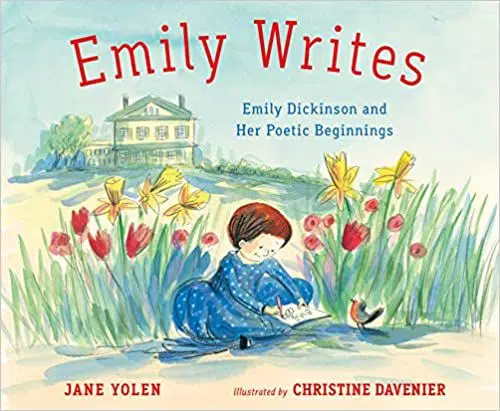 Emily Writes
Emily Dickinson and
Her Poetic Beginnings
JANE YOLEN illustrated by CHRISTINE DAVENIER